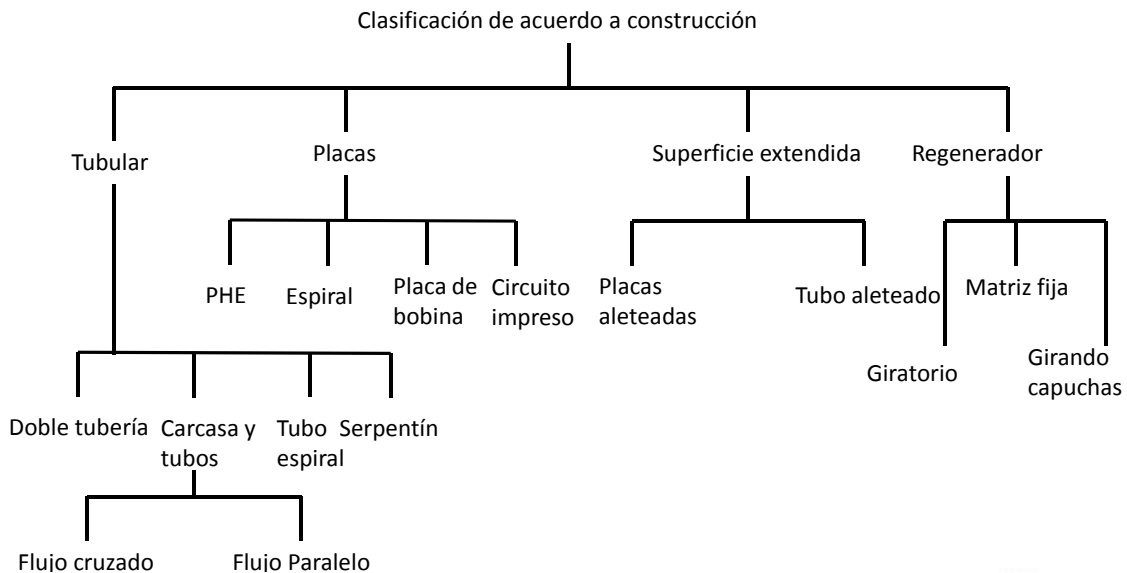 Clasificación de acuerdo a construcción
Tubular
Placas
Superficie extendida
Regenerador
PHE
Espiral
Placa de
bobina
Circuito
impreso
Placas
aleteadas
Tubo aleteado
Matriz fija
Giratorio
Girando
capuchas
Doble tubería
Carcasa y
tubos
Tubo
espiral
Serpentín
Flujo cruzado
Flujo Paralelo